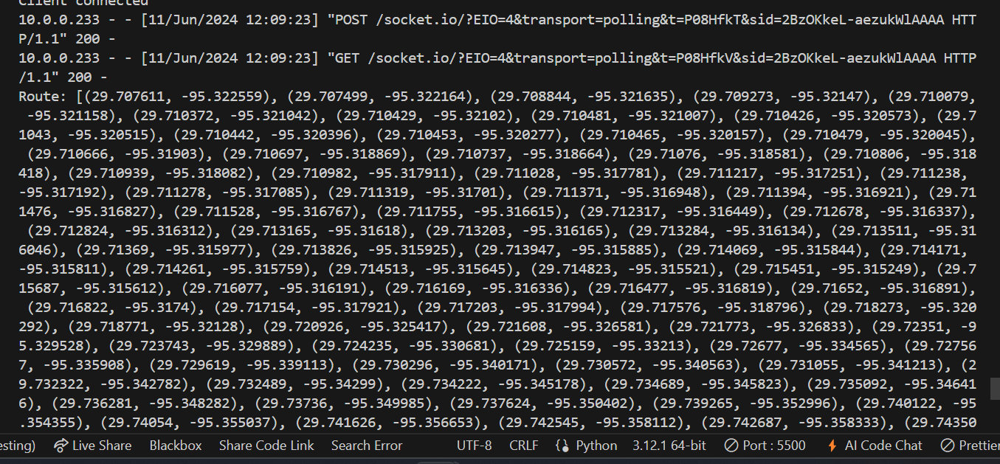 Client connected
10.0.0.233 - - [11/Jun/2024 12:09:23] "POST /socket.io/?EIO=4&transport=polling&t=P08HfkT&sid=2BzOKkeL-aezukWlAAAA HTT
P/1.1" 200 -
10.0.0.233 - - [11/Jun/2024 12:09:23] "GET /socket.io/?EIO=4&transport=polling&t=P08HfkV&sid=2BzOKkeL-aezukWlAAAA HTTP
/1.1" 200 -
Route: [(29.707611, -95.322559), (29.707499, -95.322164), (29.708844, -95.321635), (29.709273, -95.32147), (29.710079,
 -95.321158), (29.710372, -95.321042), (29.710429, -95.32102), (29.710481, -95.321007), (29.710426, -95.320573), (29.7
1043, -95.320515), (29.710442, -95.320396), (29.710453, -95.320277), (29.710465, -95.320157), (29.710479, -95.320045),
 (29.710666, -95.31903), (29.710697, -95.318869), (29.710737, -95.318664), (29.71076, -95.318581), (29.710806, -95.318
418), (29.710939, -95.318082), (29.710982, -95.317911), (29.711028, -95.317781), (29.711217, -95.317251), (29.711238,
-95.317192), (29.711278, -95.317085), (29.711319, -95.31701), (29.711371, -95.316948), (29.711394, -95.316921), (29.71
1476, -95.316827), (29.711528, -95.316767), (29.711755, -95.316615), (29.712317, -95.316449), (29.712678, -95.316337),
 (29.712824, -95.316312), (29.713165, -95.31618), (29.713203, -95.316165), (29.713284, -95.316134), (29.713511, -95.31
6046), (29.71369, -95.315977), (29.713826, -95.315925), (29.713947, -95.315885), (29.714069, -95.315844), (29.714171,
-95.315811), (29.714261, -95.315759), (29.714513, -95.315645), (29.714823, -95.315521), (29.715451, -95.315249), (29.7
15687, -95.315612), (29.716077, -95.316191), (29.716169, -95.316336), (29.716477, -95.316819), (29.71652, -95.316891),
 (29.716822, -95.3174), (29.717154, -95.317921), (29.717203, -95.317994), (29.717576, -95.318796), (29.718273, -95.320
292), (29.718771, -95.32128), (29.720926, -95.325417), (29.721608, -95.326581), (29.721773, -95.326833), (29.72351, -9
5.329528), (29.723743, -95.329889), (29.724235, -95.330681), (29.725159, -95.33213), (29.72677, -95.334565), (29.72756
7, -95.335908), (29.729619, -95.339113), (29.730296, -95.340171), (29.730572, -95.340563), (29.731055, -95.341213), (2
9.732322, -95.342782), (29.732489, -95.34299), (29.734222, -95.345178), (29.734689, -95.345823), (29.735092, -95.34641
6), (29.736281, -95.348282), (29.73736, -95.349985), (29.737624, -95.350402), (29.739265, -95.352996), (29.740122, -95
.354355), (29.74054, -95.355037), (29.741626, -95.356653), (29.742545, -95.358112), (29.742687, -95.358333), (29.74350
esting) Live Share Blackbox Share Code Link Search Error UTF-8 CRLF Python 3.12.1 64-bit Port : 5500 AI Code Chat Prettier